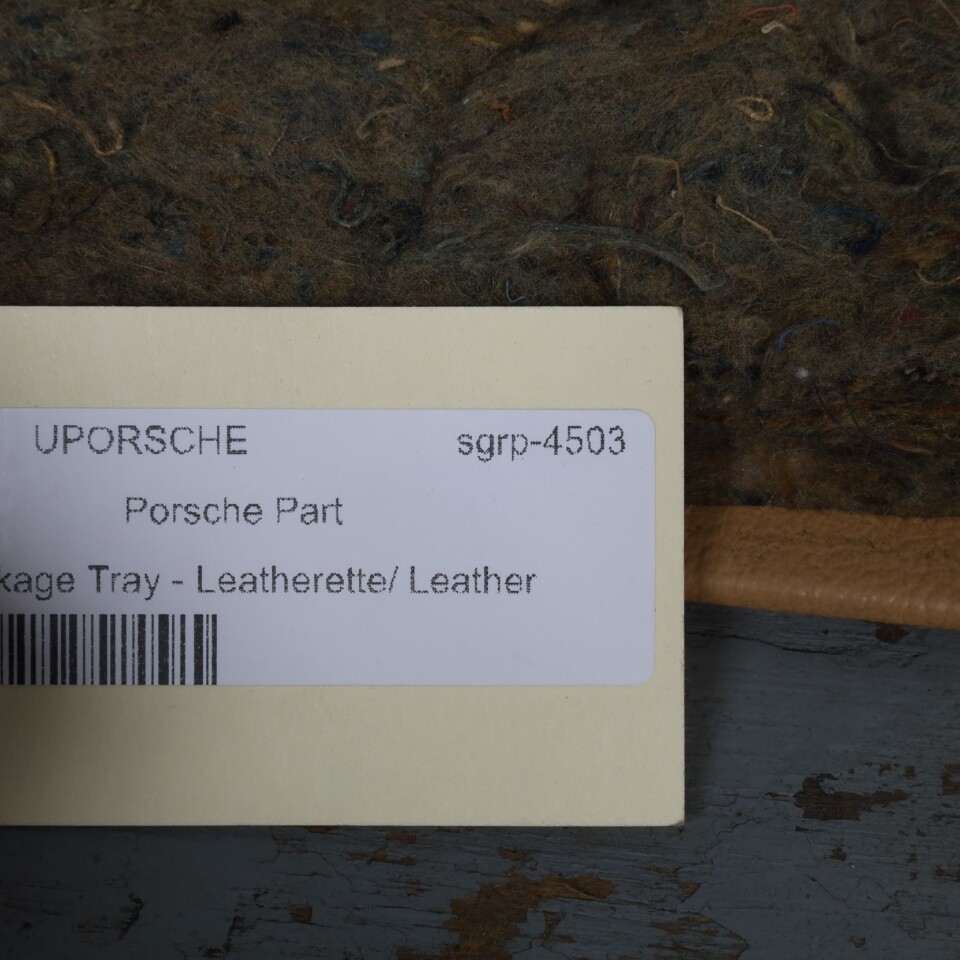 UPORSCHE sgrp-4503
Porsche Part
kage Tray - Leatherette/ Leather